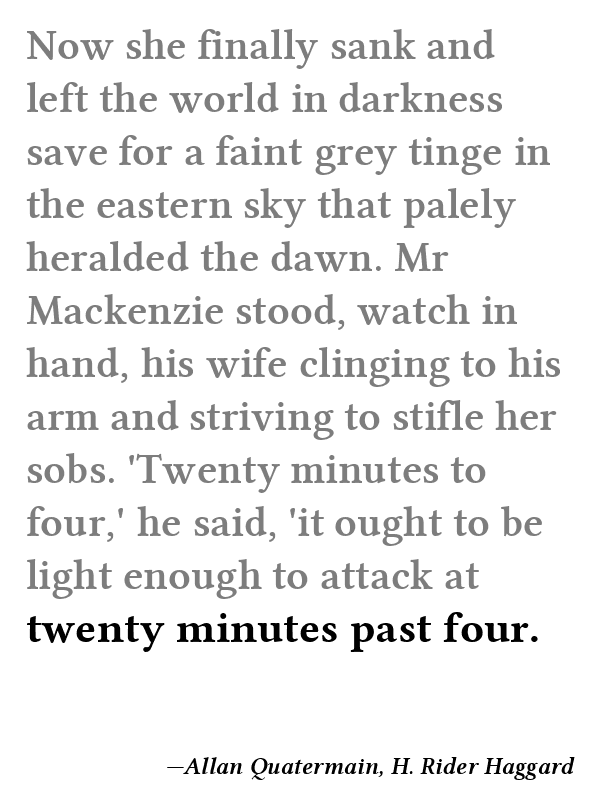 Now she finally sank and
left the world in darkness
save for a faint grey tinge in
the eastern sky that palely
heralded the dawn. Mr
Mackenzie stood, watch in
hand, his wife clinging to his
arm and striving to stifle her
sobs. 'Twenty minutes to
four,' he said, 'it ought to be
light enough to attack at
twenty minutes past four.
—Allan Quatermain, H. Rider Haggard